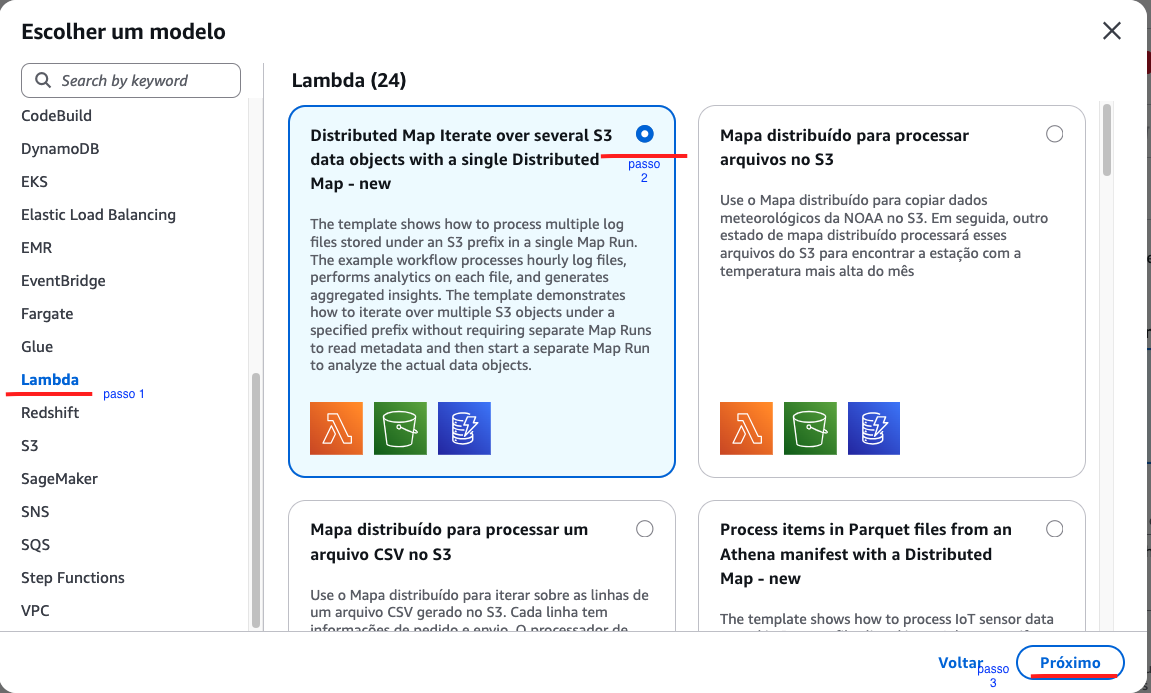 Escolher um modelo
Search by keyword
CodeBuild
DynamoDB
EKS
Elastic Load Balancing
EMR
EventBridge
Fargate
Glue
Lambda
passo 1
Redshift
S3
SageMaker
SNS
SQS
Step Functions
VPC
Lambda (24)
Distributed Map Iterate over several S3
data objects with a single Distributed
Map - new
passo
2
The template shows how to process multiple log
files stored under an S3 prefix in a single Map Run.
The example workflow processes hourly log files,
performs analytics on each file, and generates
aggregated insights. The template demonstrates
how to iterate over multiple S3 objects under a
specified prefix without requiring separate Map Runs
to read metadata and then start a separate Map Run
to analyze the actual data objects.
Mapa distribuído para processar
arquivos no S3
Use o Mapa distribuído para copiar dados
meteorológicos da NOAA no S3. Em seguida, outro
estado de mapa distribuído processará esses
arquivos do S3 para encontrar a estação com a
temperatura mais alta do mês
Mapa distribuído para processar um
arquivo CSV no S3
Use o Mapa distribuído para iterar sobre as linhas de
um arquivo CSV gerado no S3. Cada linha tem
informações de pedido e envio. O processador de
Process items in Parquet files from an
Athena manifest with a Distributed
Map - new
The template shows how to process IoT sensor data
Voltar
passo
3
Próximo